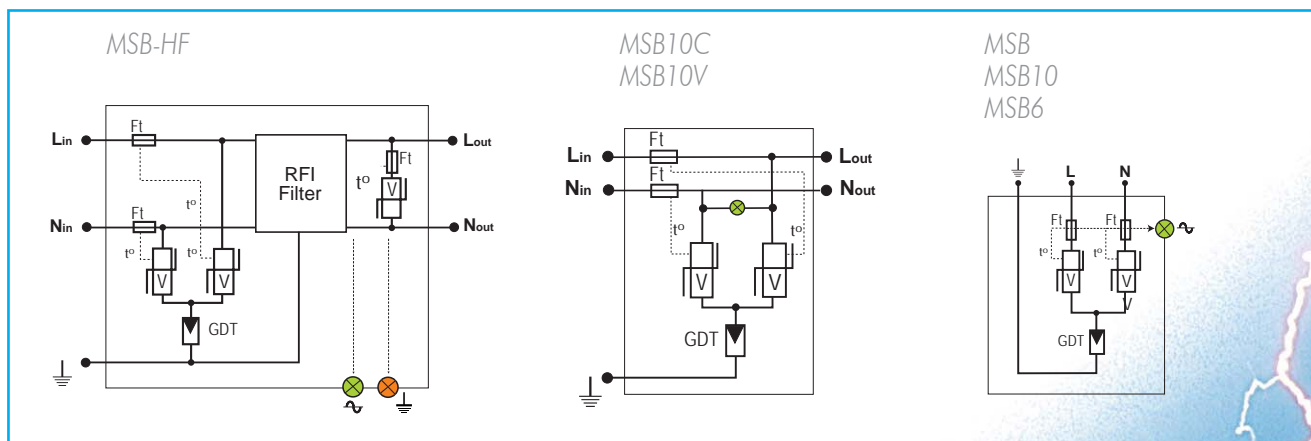 MSB-HF
Ft
Lin
Lout
RFI
Filter
Ft
tº
V
Ft
Nin
Nout
tº
tº
V
V
GDT
MSB10C
MSB10V
Ft
Lin
Lout
Ft
Nin
Nout
tº
tº
V
V
GDT
MSB
MSB10
MSB6
L
N
Ft
Ft
tº
tº
V
V
V
GDT